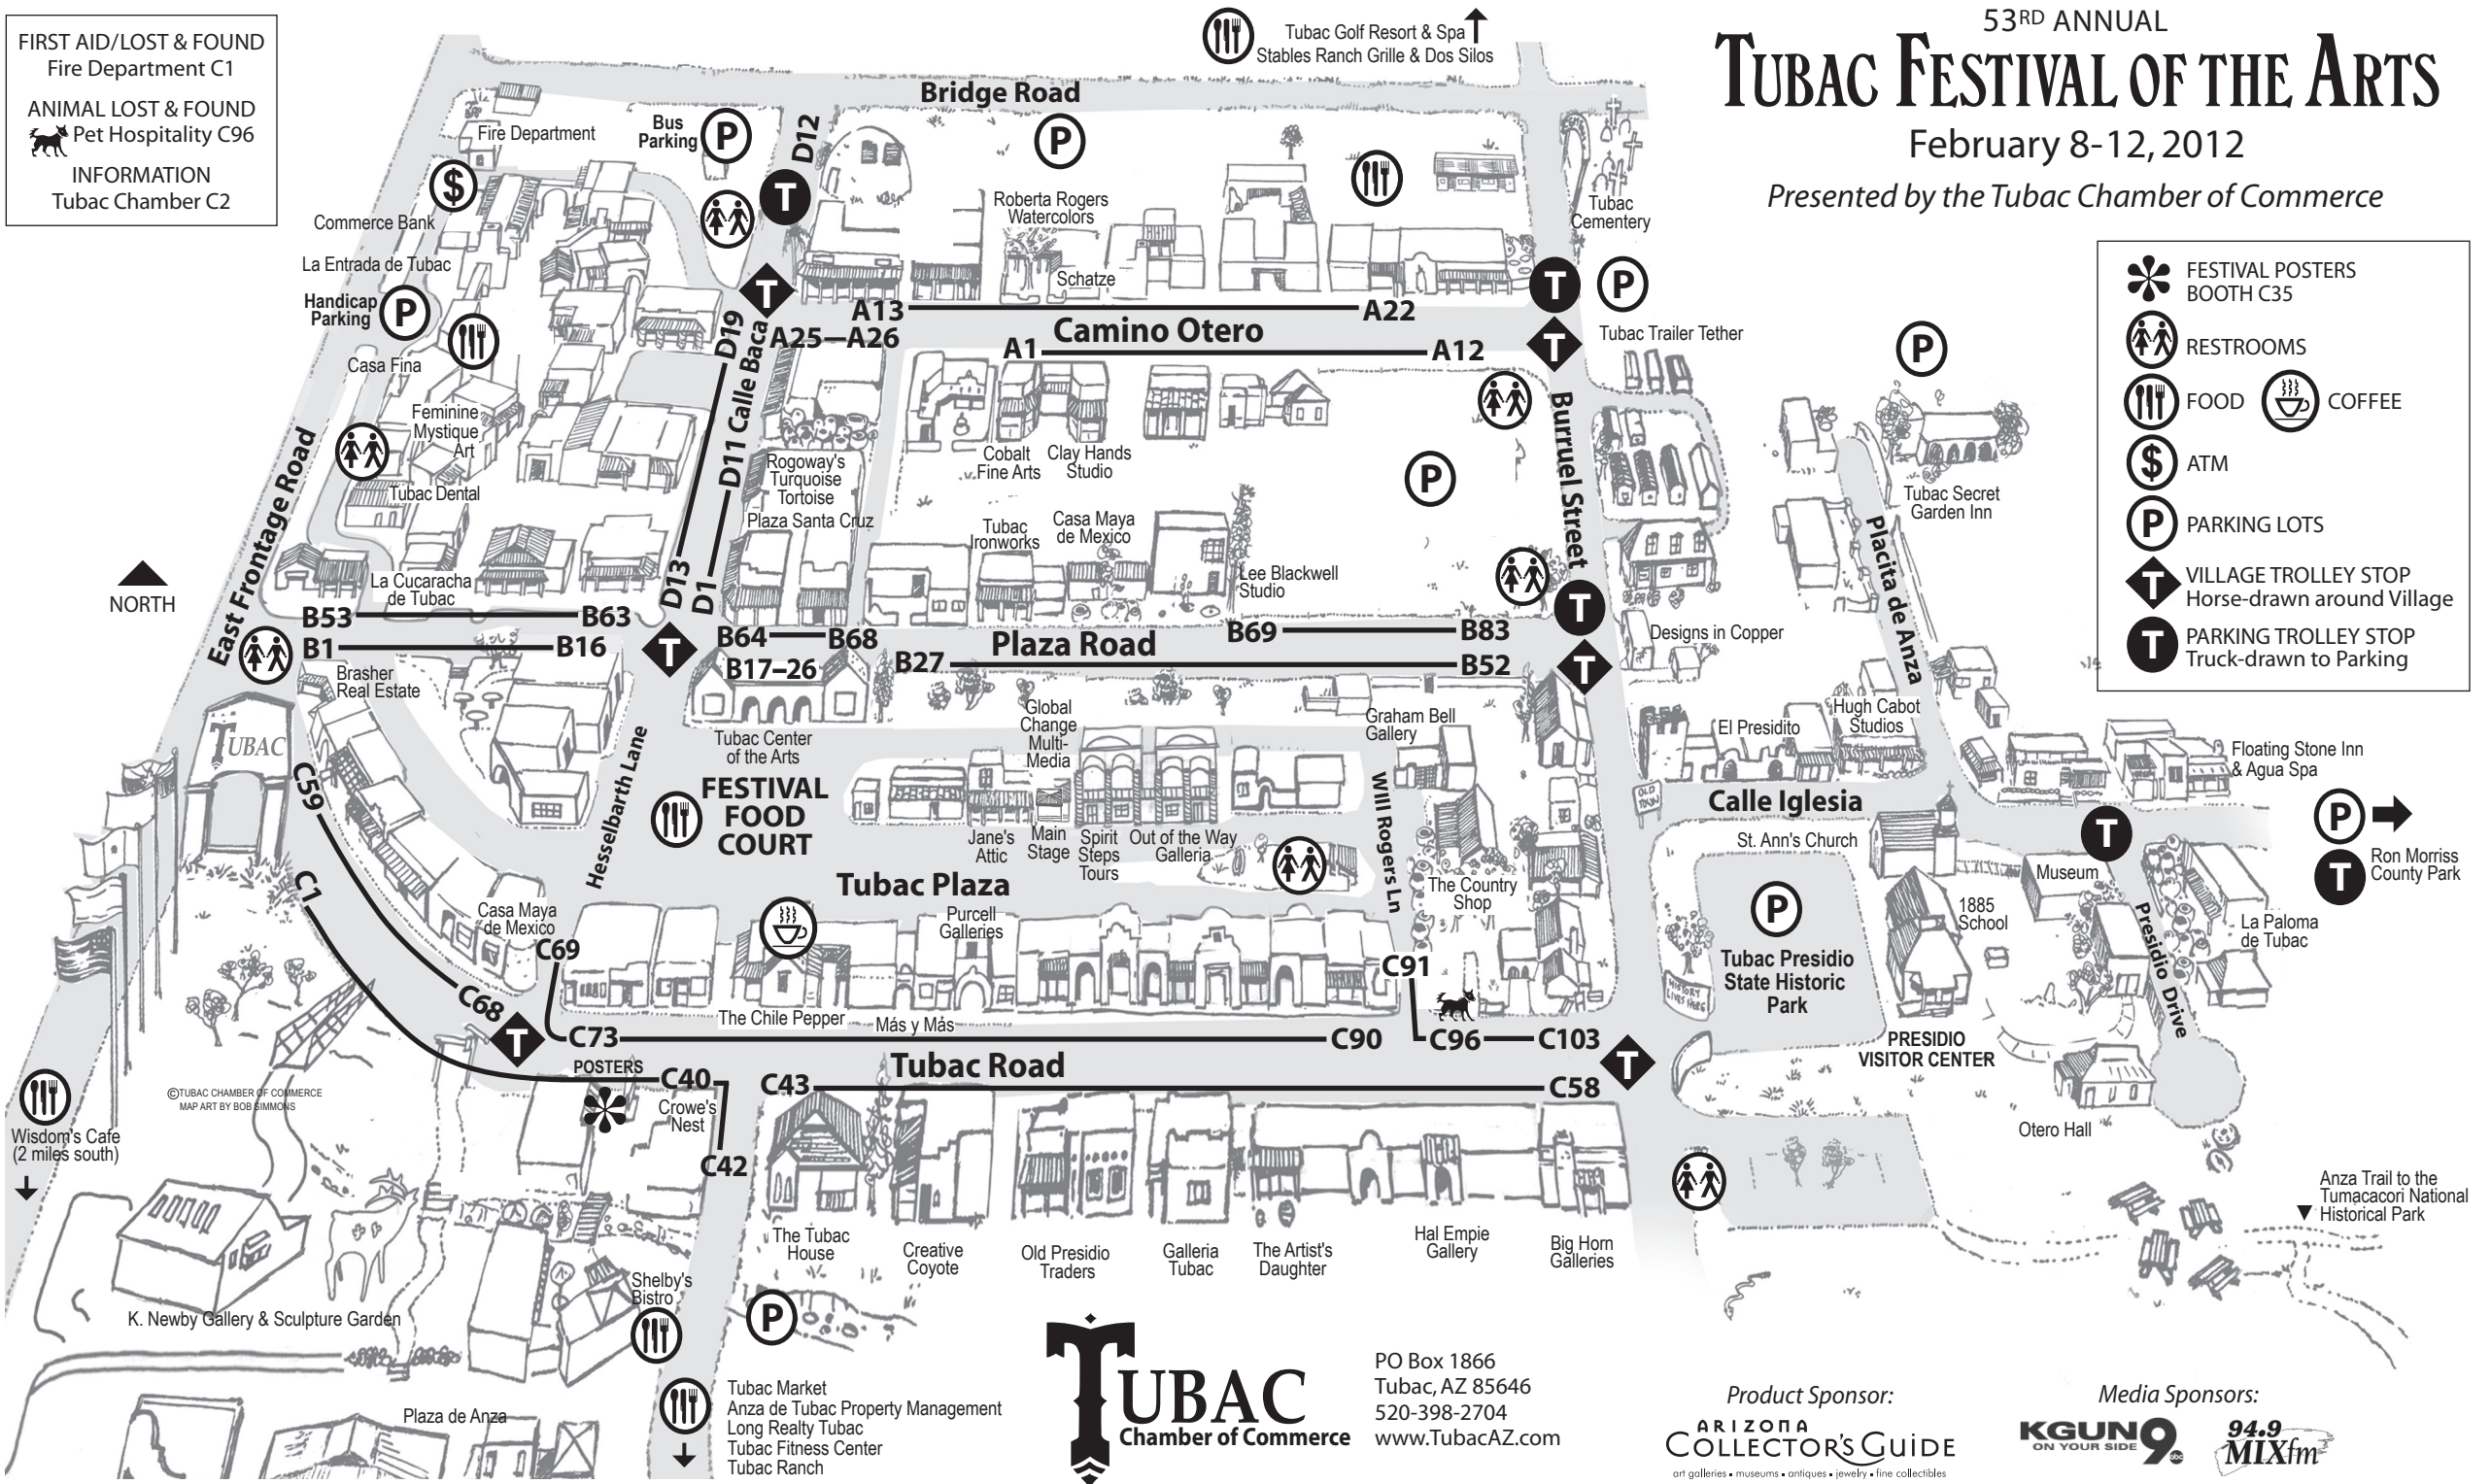 FIRST AID/LOST & FOUND
Fire Department C1
ANIMAL LOST & FOUND
Pet Hospitality C96
INFORMATION
Tubac Chamber C2
Tubac Golf Resort & Spa
Stables Ranch Grille & Dos Silos
53RD ANNUAL
TUBAC FESTIVAL OF THE ARTS
February 8-12, 2012
Presented by the Tubac Chamber of Commerce
FESTIVAL POSTERS
BOOTH C35
RESTROOMS
FOOD
COFFEE
$
ATM
P
PARKING LOTS
T
VILLAGE TROLLEY STOP
Horse-drawn around Village
T
PARKING TROLLEY STOP
Truck-drawn to Parking
Bridge Road
Fire Department
Bus
Parking
P
D12
P
$
T
Commerce Bank
Roberta Rogers
Watercolors
Tubac
Cementery
La Entrada de Tubac
Schatze
Handicap
Parking
P
T
T
P
A13
A22
Camino Otero
A25–A26
A1
A12
T
Tubac Trailer Tether
P
D19
D11 Calle Baca
Casa Fina
Feminine
Mystique
Art
Tubac Dental
Rogoway's
Turquoise
Tortoise
Plaza Santa Cruz
Cobalt
Fine Arts
Clay Hands
Studio
P
Burruel Street
Tubac Secret
Garden Inn
Placita de Anza
East Frontage Road
Tubac
Ironworks
Casa Maya
de Mexico
Lee Blackwell
Studio
NORTH
La Cucaracha
de Tubac
D13
D1
B53
B63
B1
B16
T
B64
B68
B17–26
Plaza Road
B69
B83
B27
B52
T
T
Designs in Copper
Brasher
Real Estate
TUBAC
Hesselbarth Lane
Tubac Center
of the Arts
FESTIVAL
FOOD
COURT
Global
Change
Multi-
Media
Graham Bell
Gallery
Will Rogers Ln
El Presidito
Hugh Cabot
Studios
Floating Stone Inn
& Agua Spa
OLD
TOWN
Calle Iglesia
P
T
Ron Morriss
County Park
T
Jane's
Attic
Main
Stage
Spirit
Steps
Tours
Out of the Way
Galleria
St. Ann's Church
Museum
Tubac Plaza
The Country
Shop
P
Tubac Presidio
State Historic
Park
HISTORY
LIVES HERE
1885
School
La Paloma
de Tubac
Presidio Drive
C59
C1
Casa Maya
de Mexico
C69
Purcell
Galleries
C91
C68
T
The Chile Pepper
Más y Más
C73
C90
C96
C103
PRESIDIO
VISITOR CENTER
POSTERS
C40
C43
Tubac Road
C58
T
©TUBAC CHAMBER OF COMMERCE
MAP ART BY BOB SIMMONS
Crowe's
Nest
C42
Wisdom's Cafe
(2 miles south)
Otero Hall
Anza Trail to the
Tumacacori National
Historical Park
The Tubac
House
Creative
Coyote
Old Presidio
Traders
Galleria
Tubac
The Artist's
Daughter
Hal Empie
Gallery
Big Horn
Galleries
Shelby's
Bistro
P
K. Newby Gallery & Sculpture Garden
Plaza de Anza
Tubac Market
Anza de Tubac Property Management
Long Realty Tubac
Tubac Fitness Center
Tubac Ranch
TUBAC
Chamber of Commerce
PO Box 1866
Tubac, AZ 85646
520-398-2704
www.TubacAZ.com
Product Sponsor:
ARIZONA
COLLECTOR'S GUIDE
art galleries ▪ museums ▪ antiques ▪ jewelry ▪ fine collectibles
Media Sponsors:
KGUN9
ON YOUR SIDE
abc
94.9
MIXfm